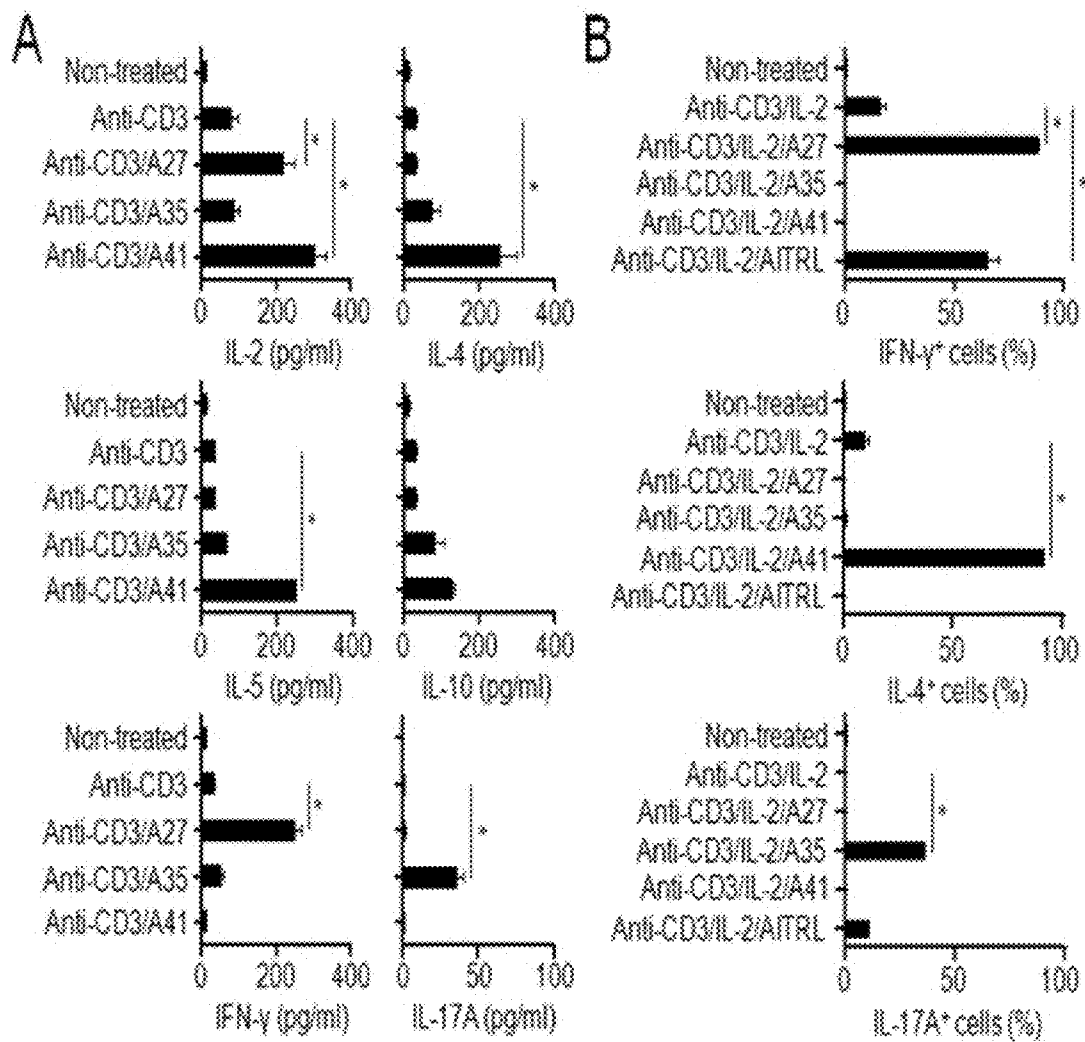 A
B
Non-treated
Anti-CD3
Anti-CD3/A27
Anti-CD3/A35
Anti-CD3/A41
*
*
*
0 200 400
0 200 400
IL-2 (pg/ml)
IL-4 (pg/ml)
Non-treated
Anti-CD3/IL-2
Anti-CD3/IL-2/A27
Anti-CD3/IL-2/A35
Anti-CD3/IL-2/A41
Anti-CD3/IL-2/AITRL
*
*
0 50 100
IFN-γ⁺ cells (%)
Non-treated
Anti-CD3
Anti-CD3/A27
Anti-CD3/A35
Anti-CD3/A41
*
0 200 400
0 200 400
IL-5 (pg/ml)
IL-10 (pg/ml)
Non-treated
Anti-CD3/IL-2
Anti-CD3/IL-2/A27
Anti-CD3/IL-2/A35
Anti-CD3/IL-2/A41
Anti-CD3/IL-2/AITRL
*
0 50 100
IL-4⁺ cells (%)
Non-treated
Anti-CD3
Anti-CD3/A27
Anti-CD3/A35
Anti-CD3/A41
*
*
0 200 400
0 50 100
IFN-γ (pg/ml)
IL-17A (pg/ml)
Non-treated
Anti-CD3/IL-2
Anti-CD3/IL-2/A27
Anti-CD3/IL-2/A35
Anti-CD3/IL-2/A41
Anti-CD3/IL-2/AITRL
*
0 50 100
IL-17A⁺ cells (%)